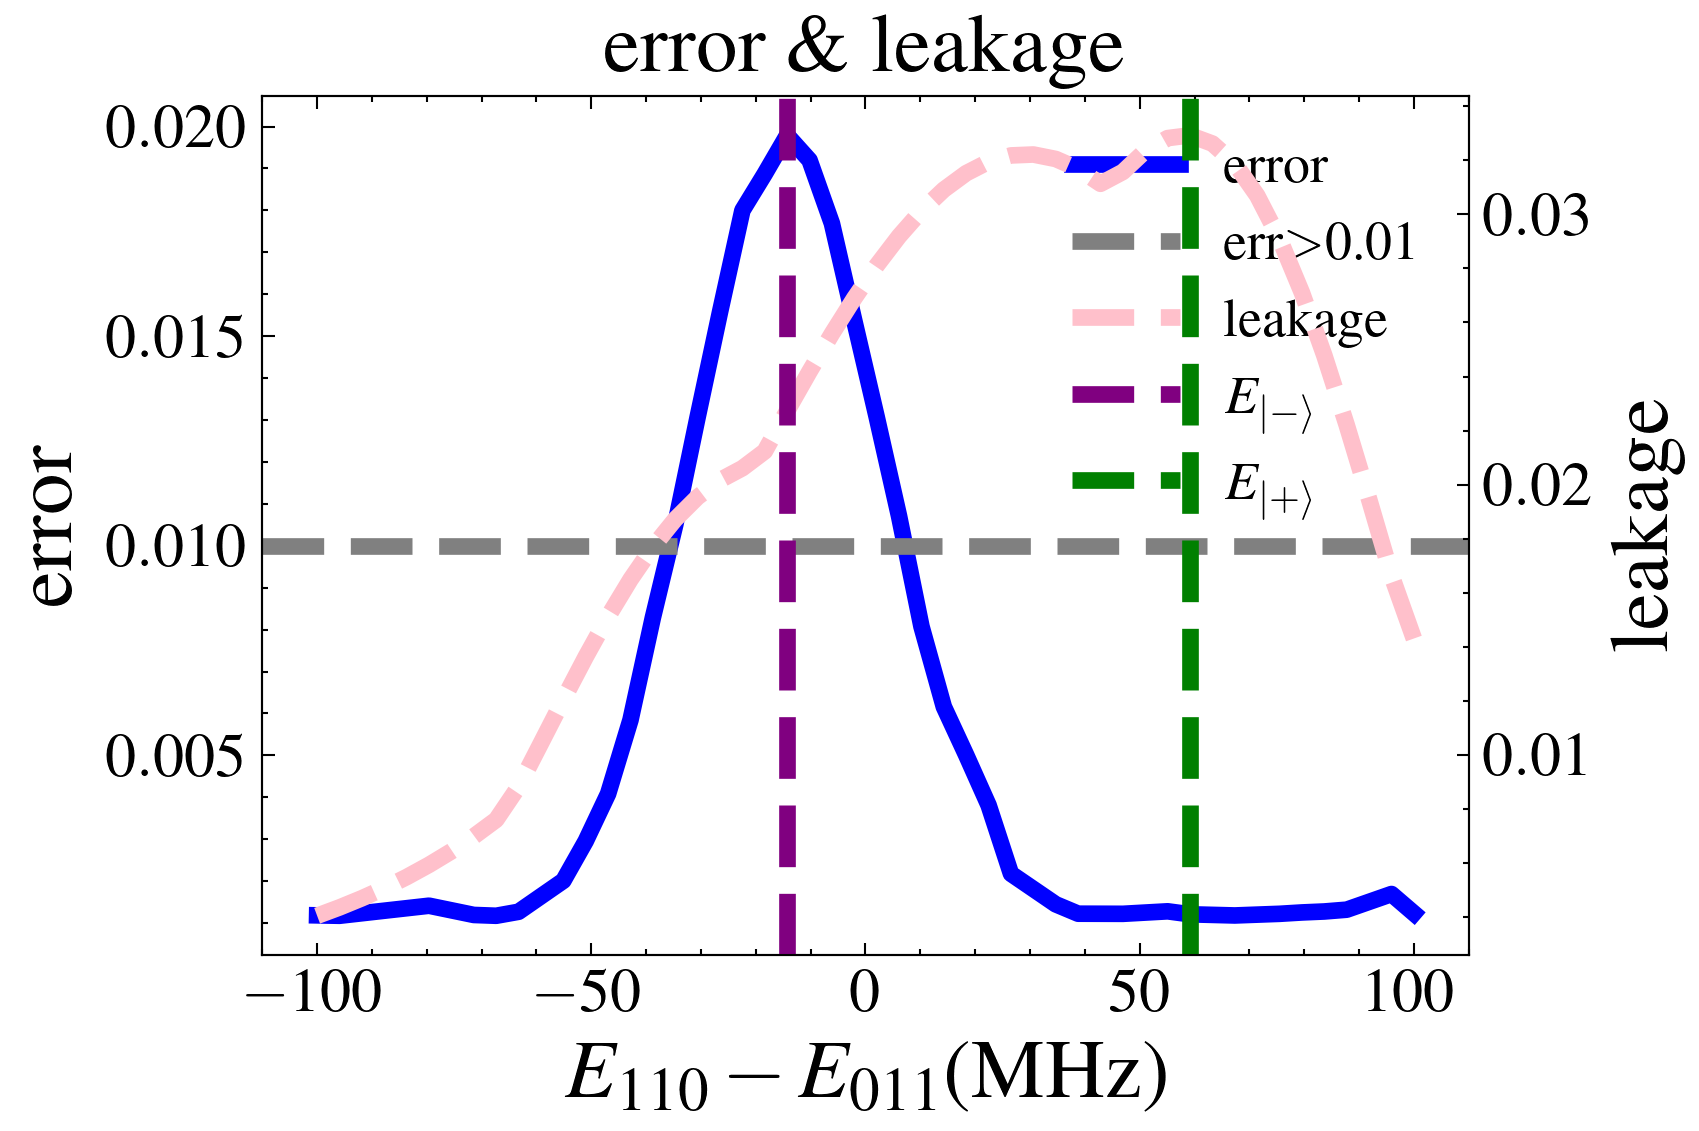 error & leakage
0.020
0.015
0.010
0.005
error
0.03
0.02
0.01
leakage
error
err>0.01
leakage
E|−⟩
E|+⟩
−100
−50
0
50
100
E110 − E011(MHz)